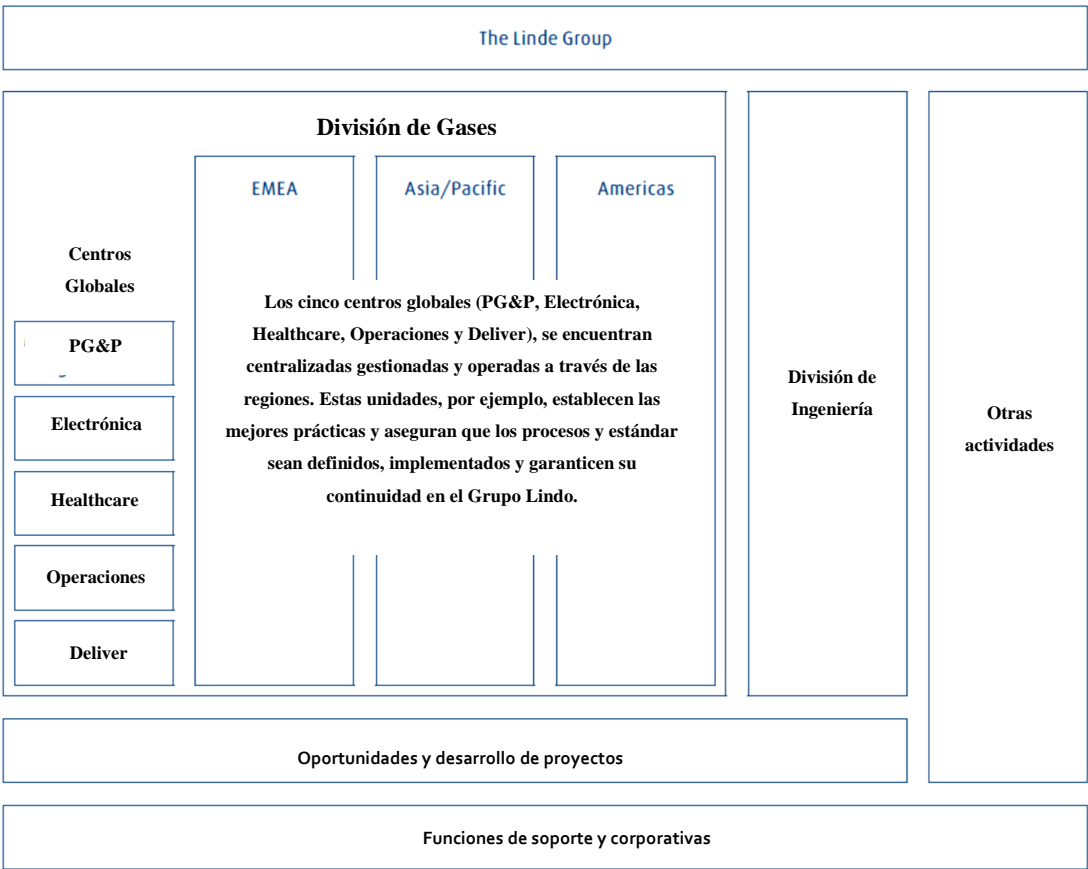 The Linde Group
División de Gases
EMEA
Asia/Pacific
Americas
Centros
Globales
PG&P
Electrónica
Healthcare
Operaciones
Deliver
Los cinco centros globales (PG&P, Electrónica,
Healthcare, Operaciones y Deliver), se encuentran
centralizadas gestionadas y operadas a través de las
regiones. Estas unidades, por ejemplo, establecen las
mejores prácticas y aseguran que los procesos y estándar
sean definidos, implementados y garanticen su
continuidad en el Grupo Lindo.
División de
Ingeniería
Otras
actividades
Oportunidades y desarrollo de proyectos
Funciones de soporte y corporativas